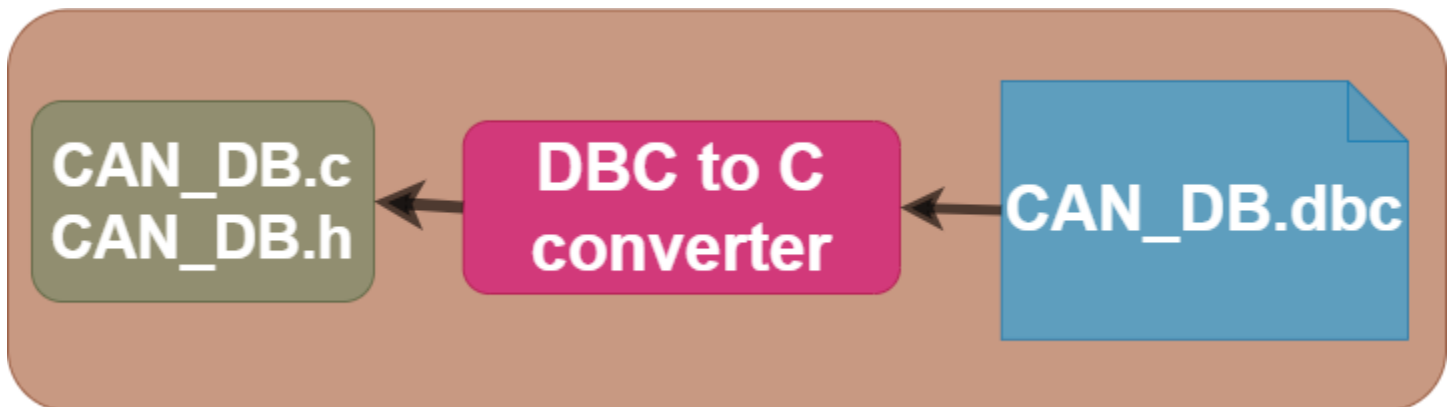 CAN_DB.c
CAN_DB.h
DBC to C
converter
CAN_DB.dbc